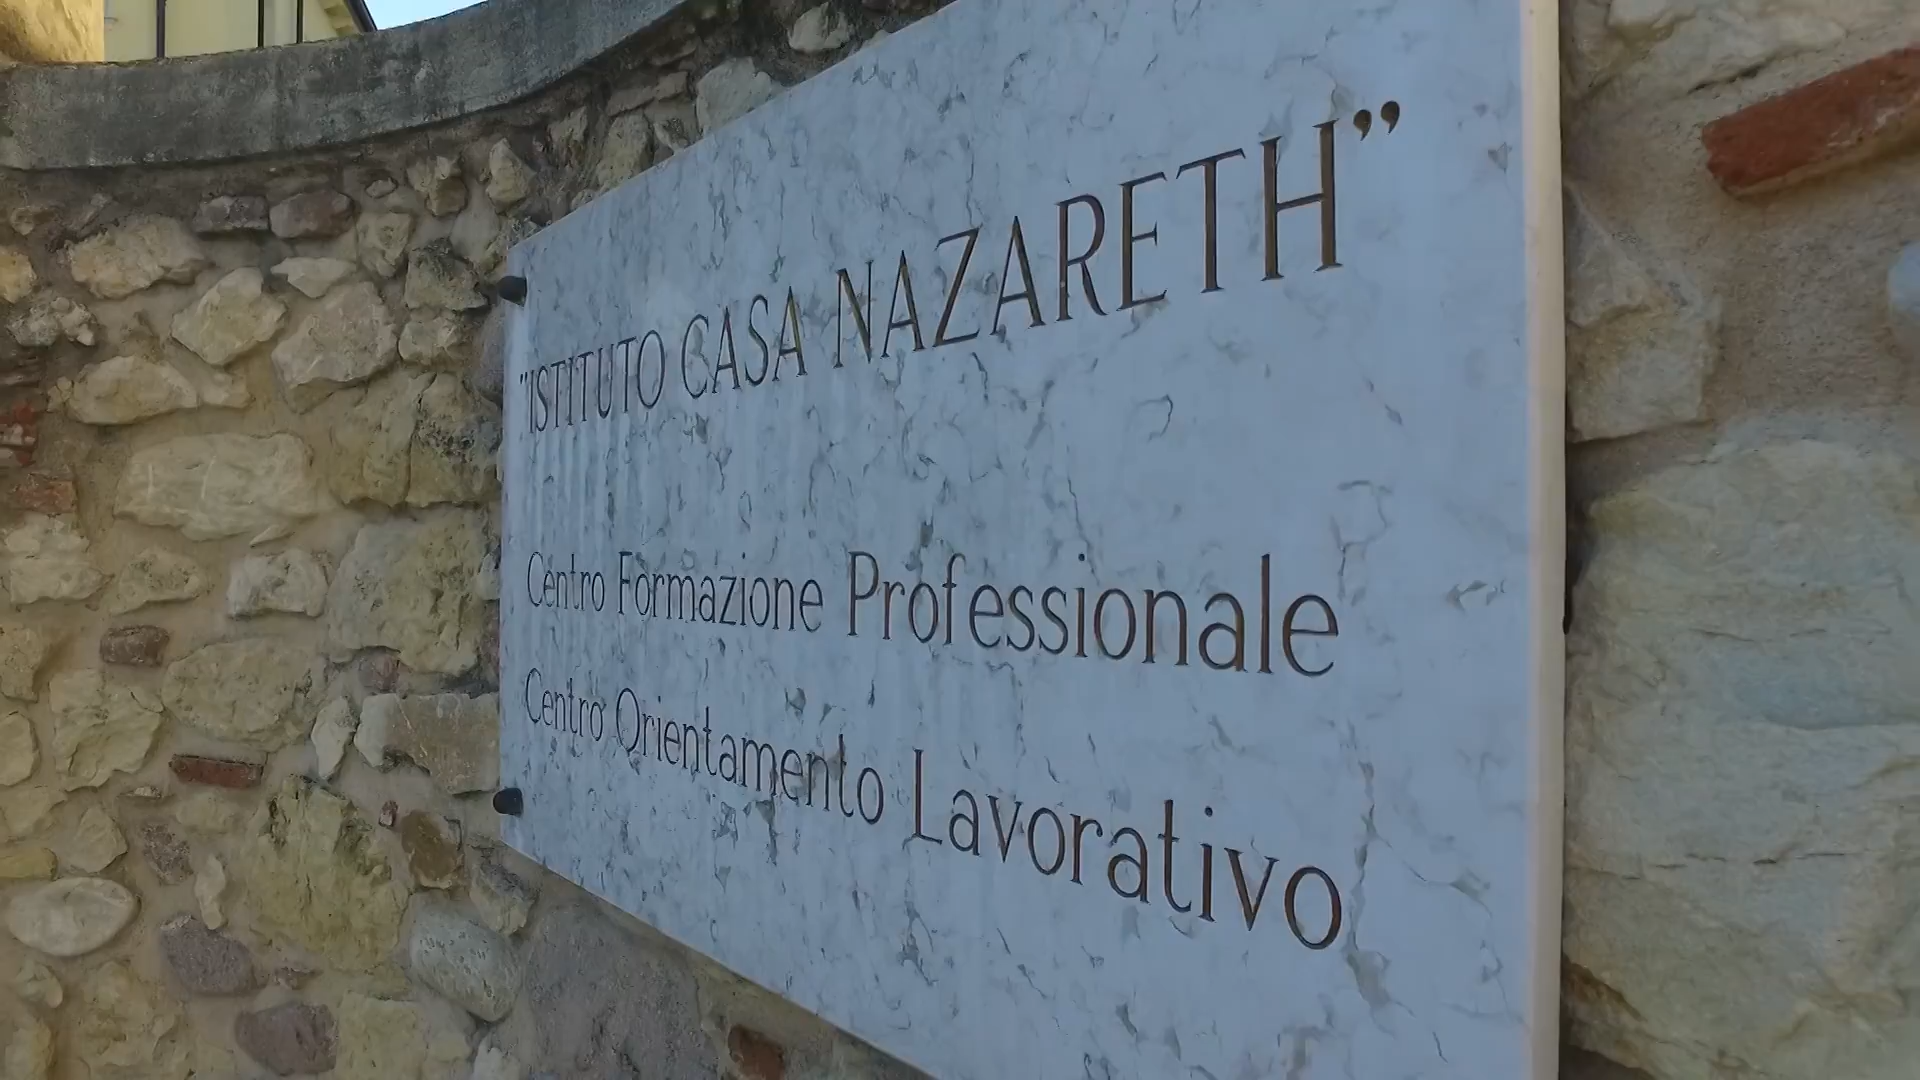 "ISTITUTO CASA NAZARETH”
Centro Formazione Professionale
Centro Orientamento Lavorativo